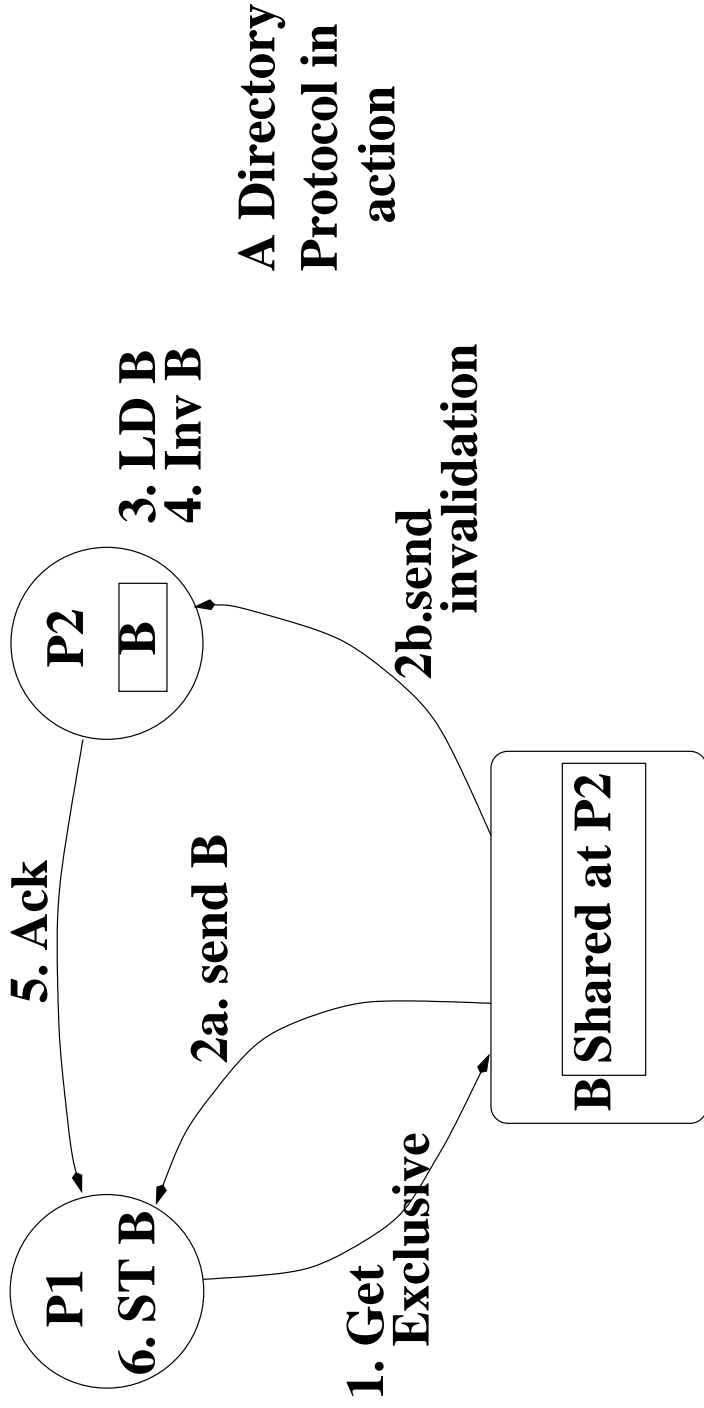 5. Ack
P1
6. ST B
P2
B
3. LD B
4. Inv B
2a. send B
1. Get
Exclusive
2b.send
invalidation
B Shared at P2
A Directory
Protocol in
action